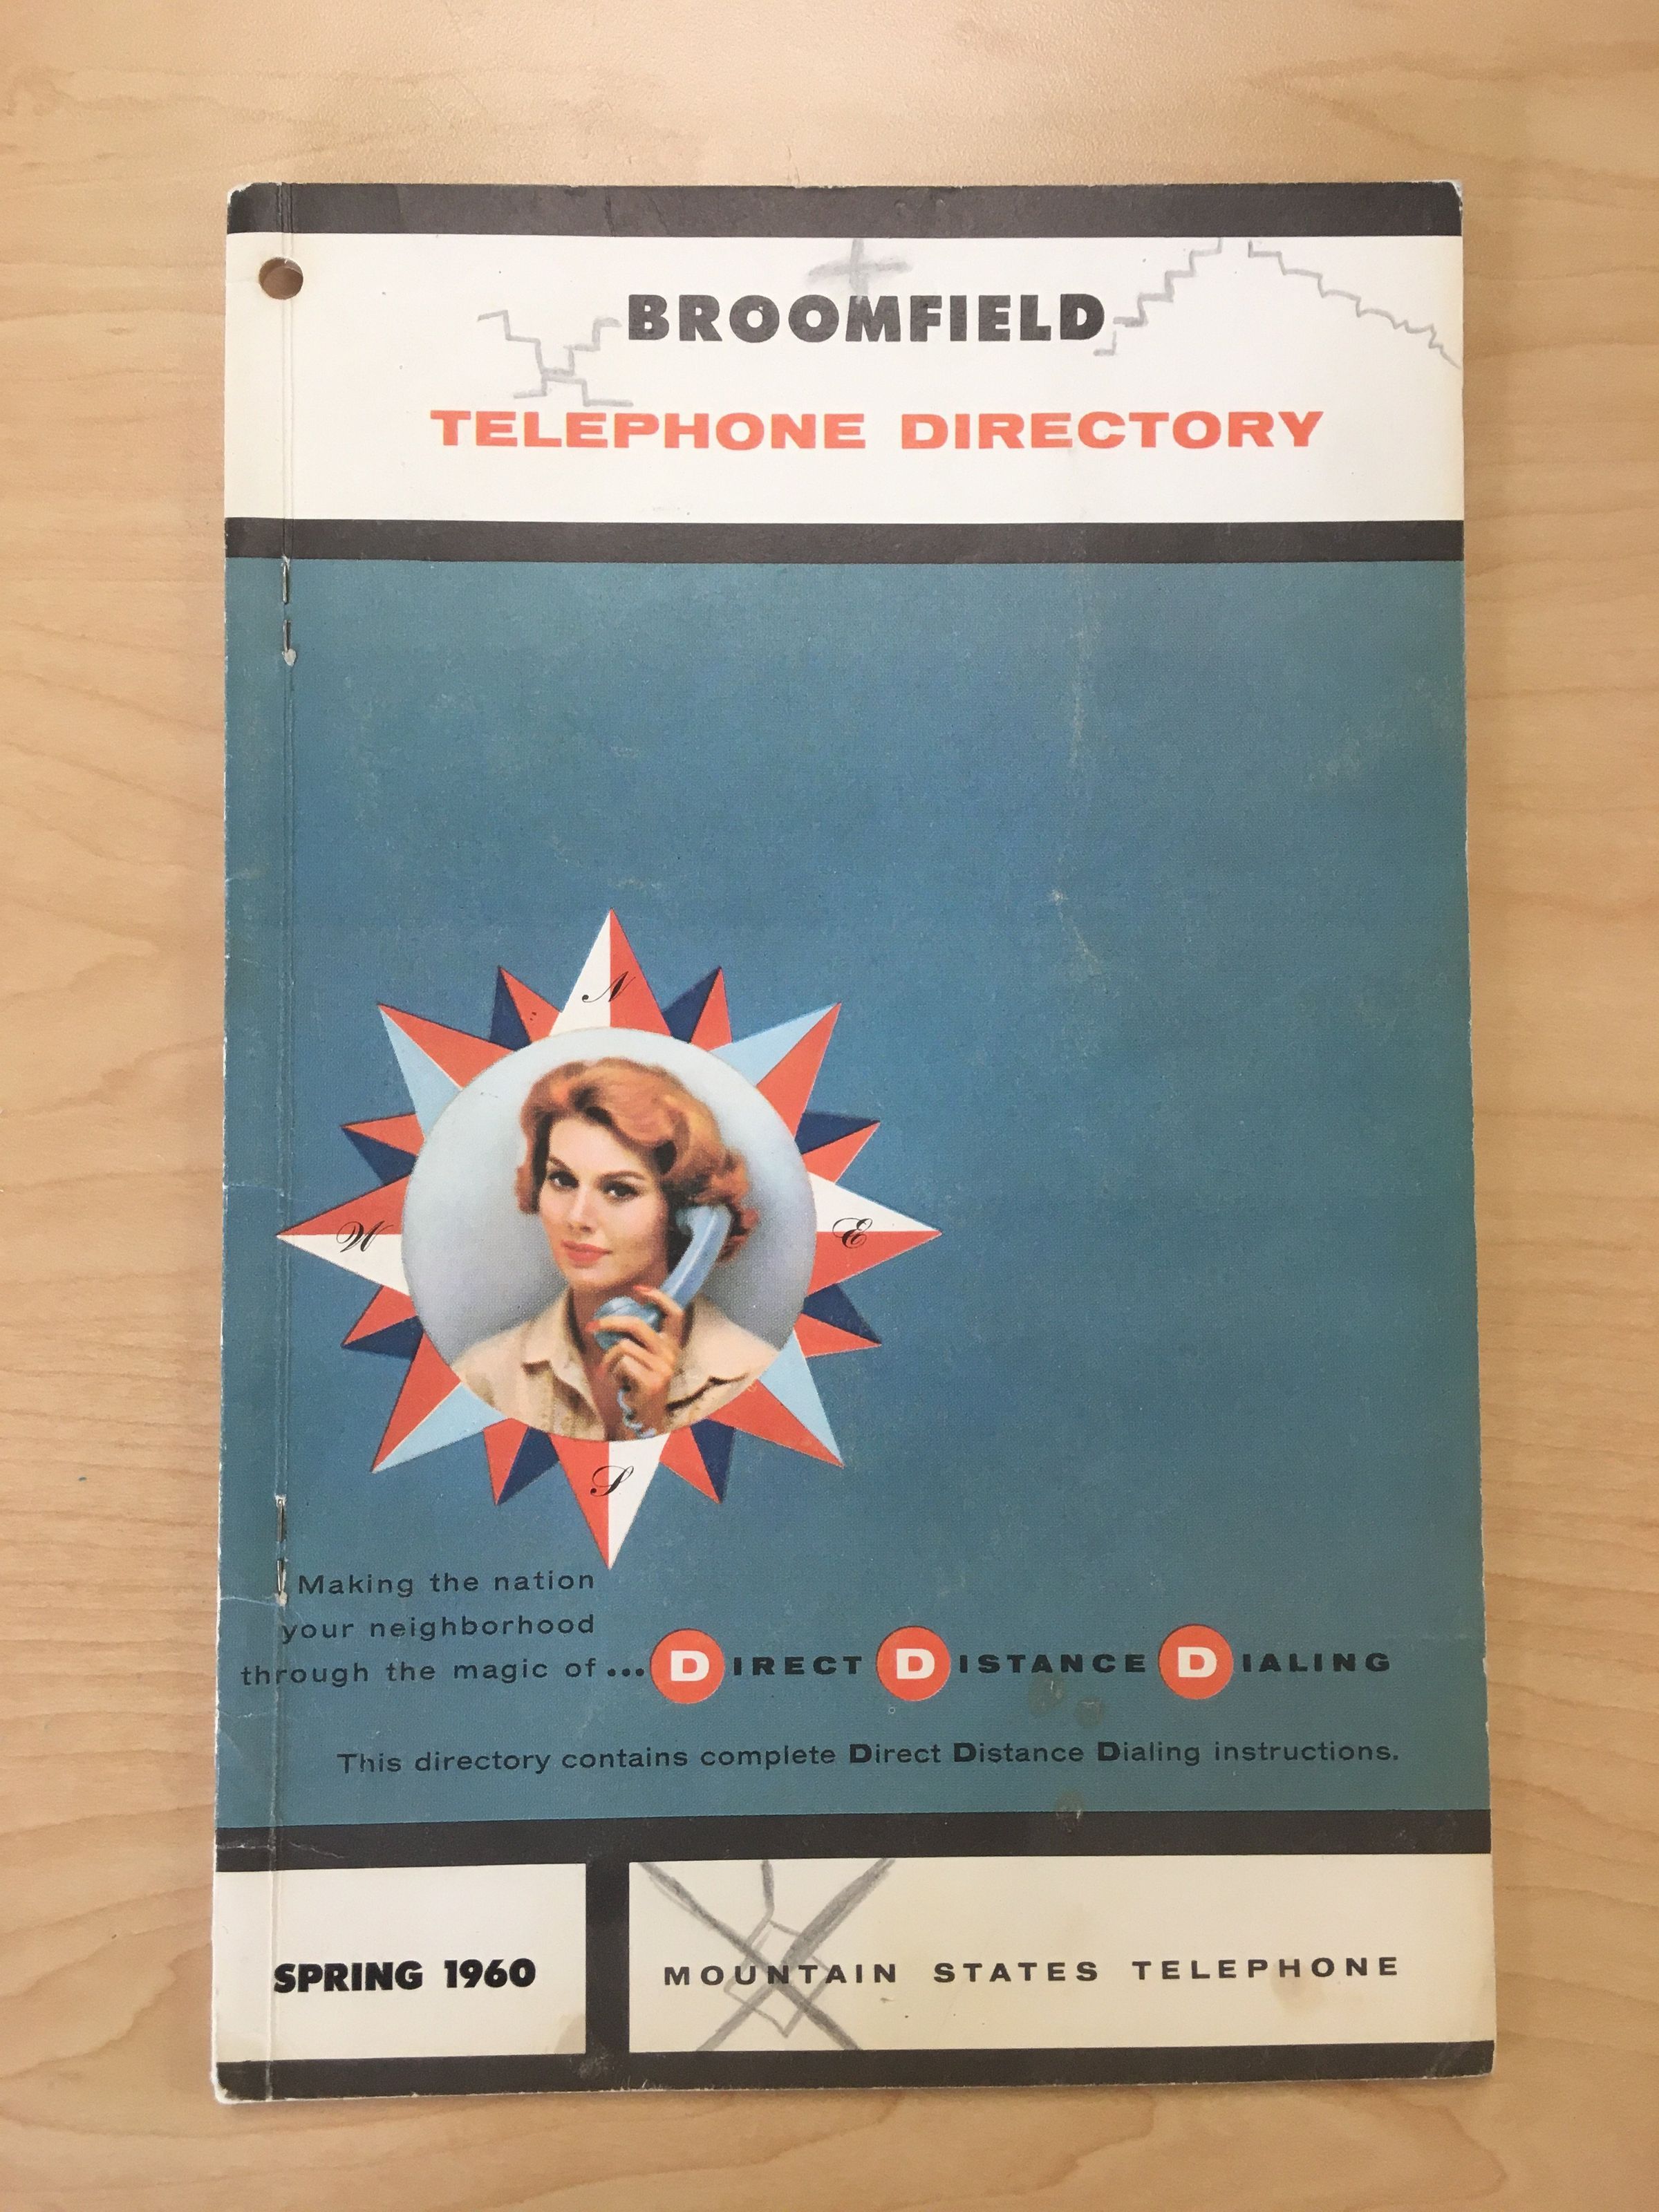 BROOMFIELD
TELEPHONE DIRECTORY
N
W
E
S
Making the nation
your neighborhood
through the magic of... DIRECT DISTANCE DIALING
This directory contains complete Direct Distance Dialing instructions.
SPRING 1960
MOUNTAIN STATES TELEPHONE